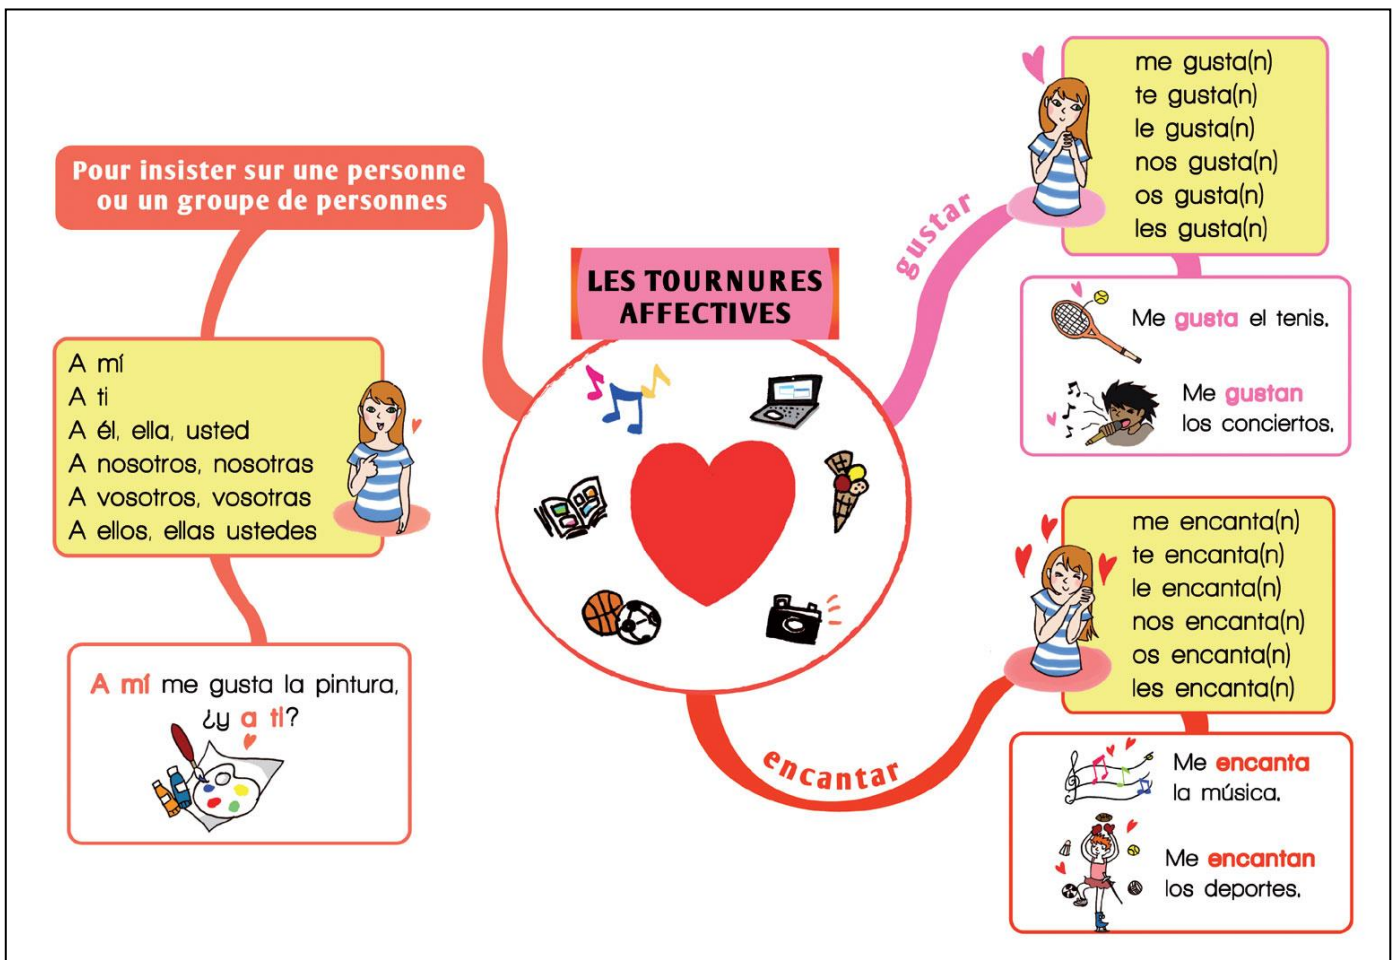 LES TOURNURES
AFFECTIVES
Pour insister sur une personne
ou un groupe de personnes
A mí
A ti
A él, ella, usted
A nosotros, nosotras
A vosotros, vosotras
A ellos, ellas ustedes
A mí me gusta la pintura,
¿y a ti?
gustar
me gusta(n)
te gusta(n)
le gusta(n)
nos gusta(n)
os gusta(n)
les gusta(n)
Me gusta el tenis.
Me gustan
los conciertos.
encantar
me encanta(n)
te encanta(n)
le encanta(n)
nos encanta(n)
os encanta(n)
les encanta(n)
Me encanta
la música.
Me encantan
los deportes.